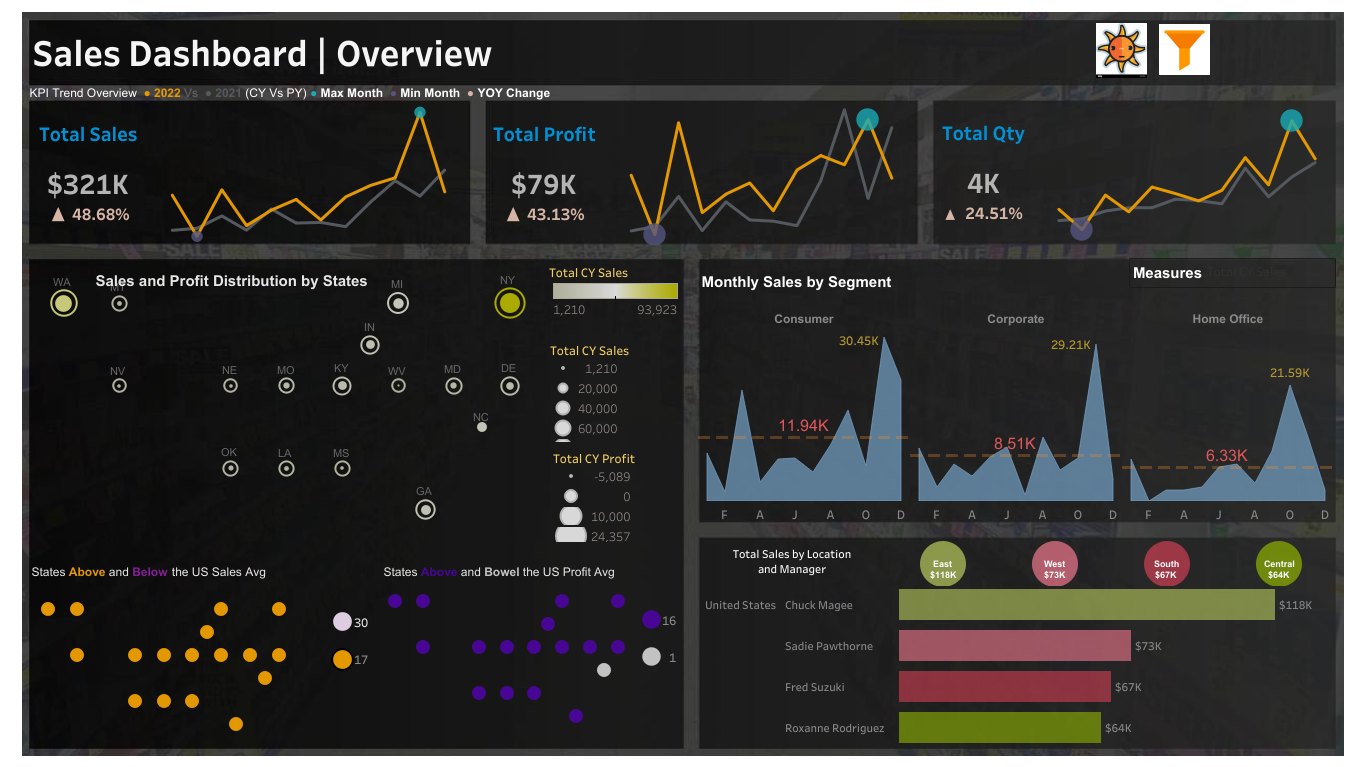 Sales Dashboard | Overview
KPI Trend Overview ● 2022 Vs ● 2021 (CY Vs PY) ● Max Month ● Min Month ● YOY Change
Total Sales
$321K
▲ 48.68%
Total Profit
$79K
▲ 43.13%
Total Qty
4K
▲ 24.51%
SALE
SALE
Sales and Profit Distribution by States
WA
MT
MI
NY
IN
NV
NE
MO
KY
WV
MD
DE
NC
OK
LA
MS
GA
Total CY Sales
1,210 93,923
Total CY Sales
1,210
20,000
40,000
60,000
Total CY Profit
-5,089
0
10,000
24,357
States Above and Below the US Sales Avg
30
17
States Above and Bowel the US Profit Avg
16
1
Monthly Sales by Segment
Measures
Consumer
Corporate
Home Office
30.45K
29.21K
21.59K
11.94K
8.51K
6.33K
F A J A O D
F A J A O D
F A J A O D
Total Sales by Location
and Manager
East
$118K
West
$73K
South
$67K
Central
$64K
United States Chuck Magee $118K
Sadie Pawthorne $73K
Fred Suzuki $67K
Roxanne Rodriguez $64K